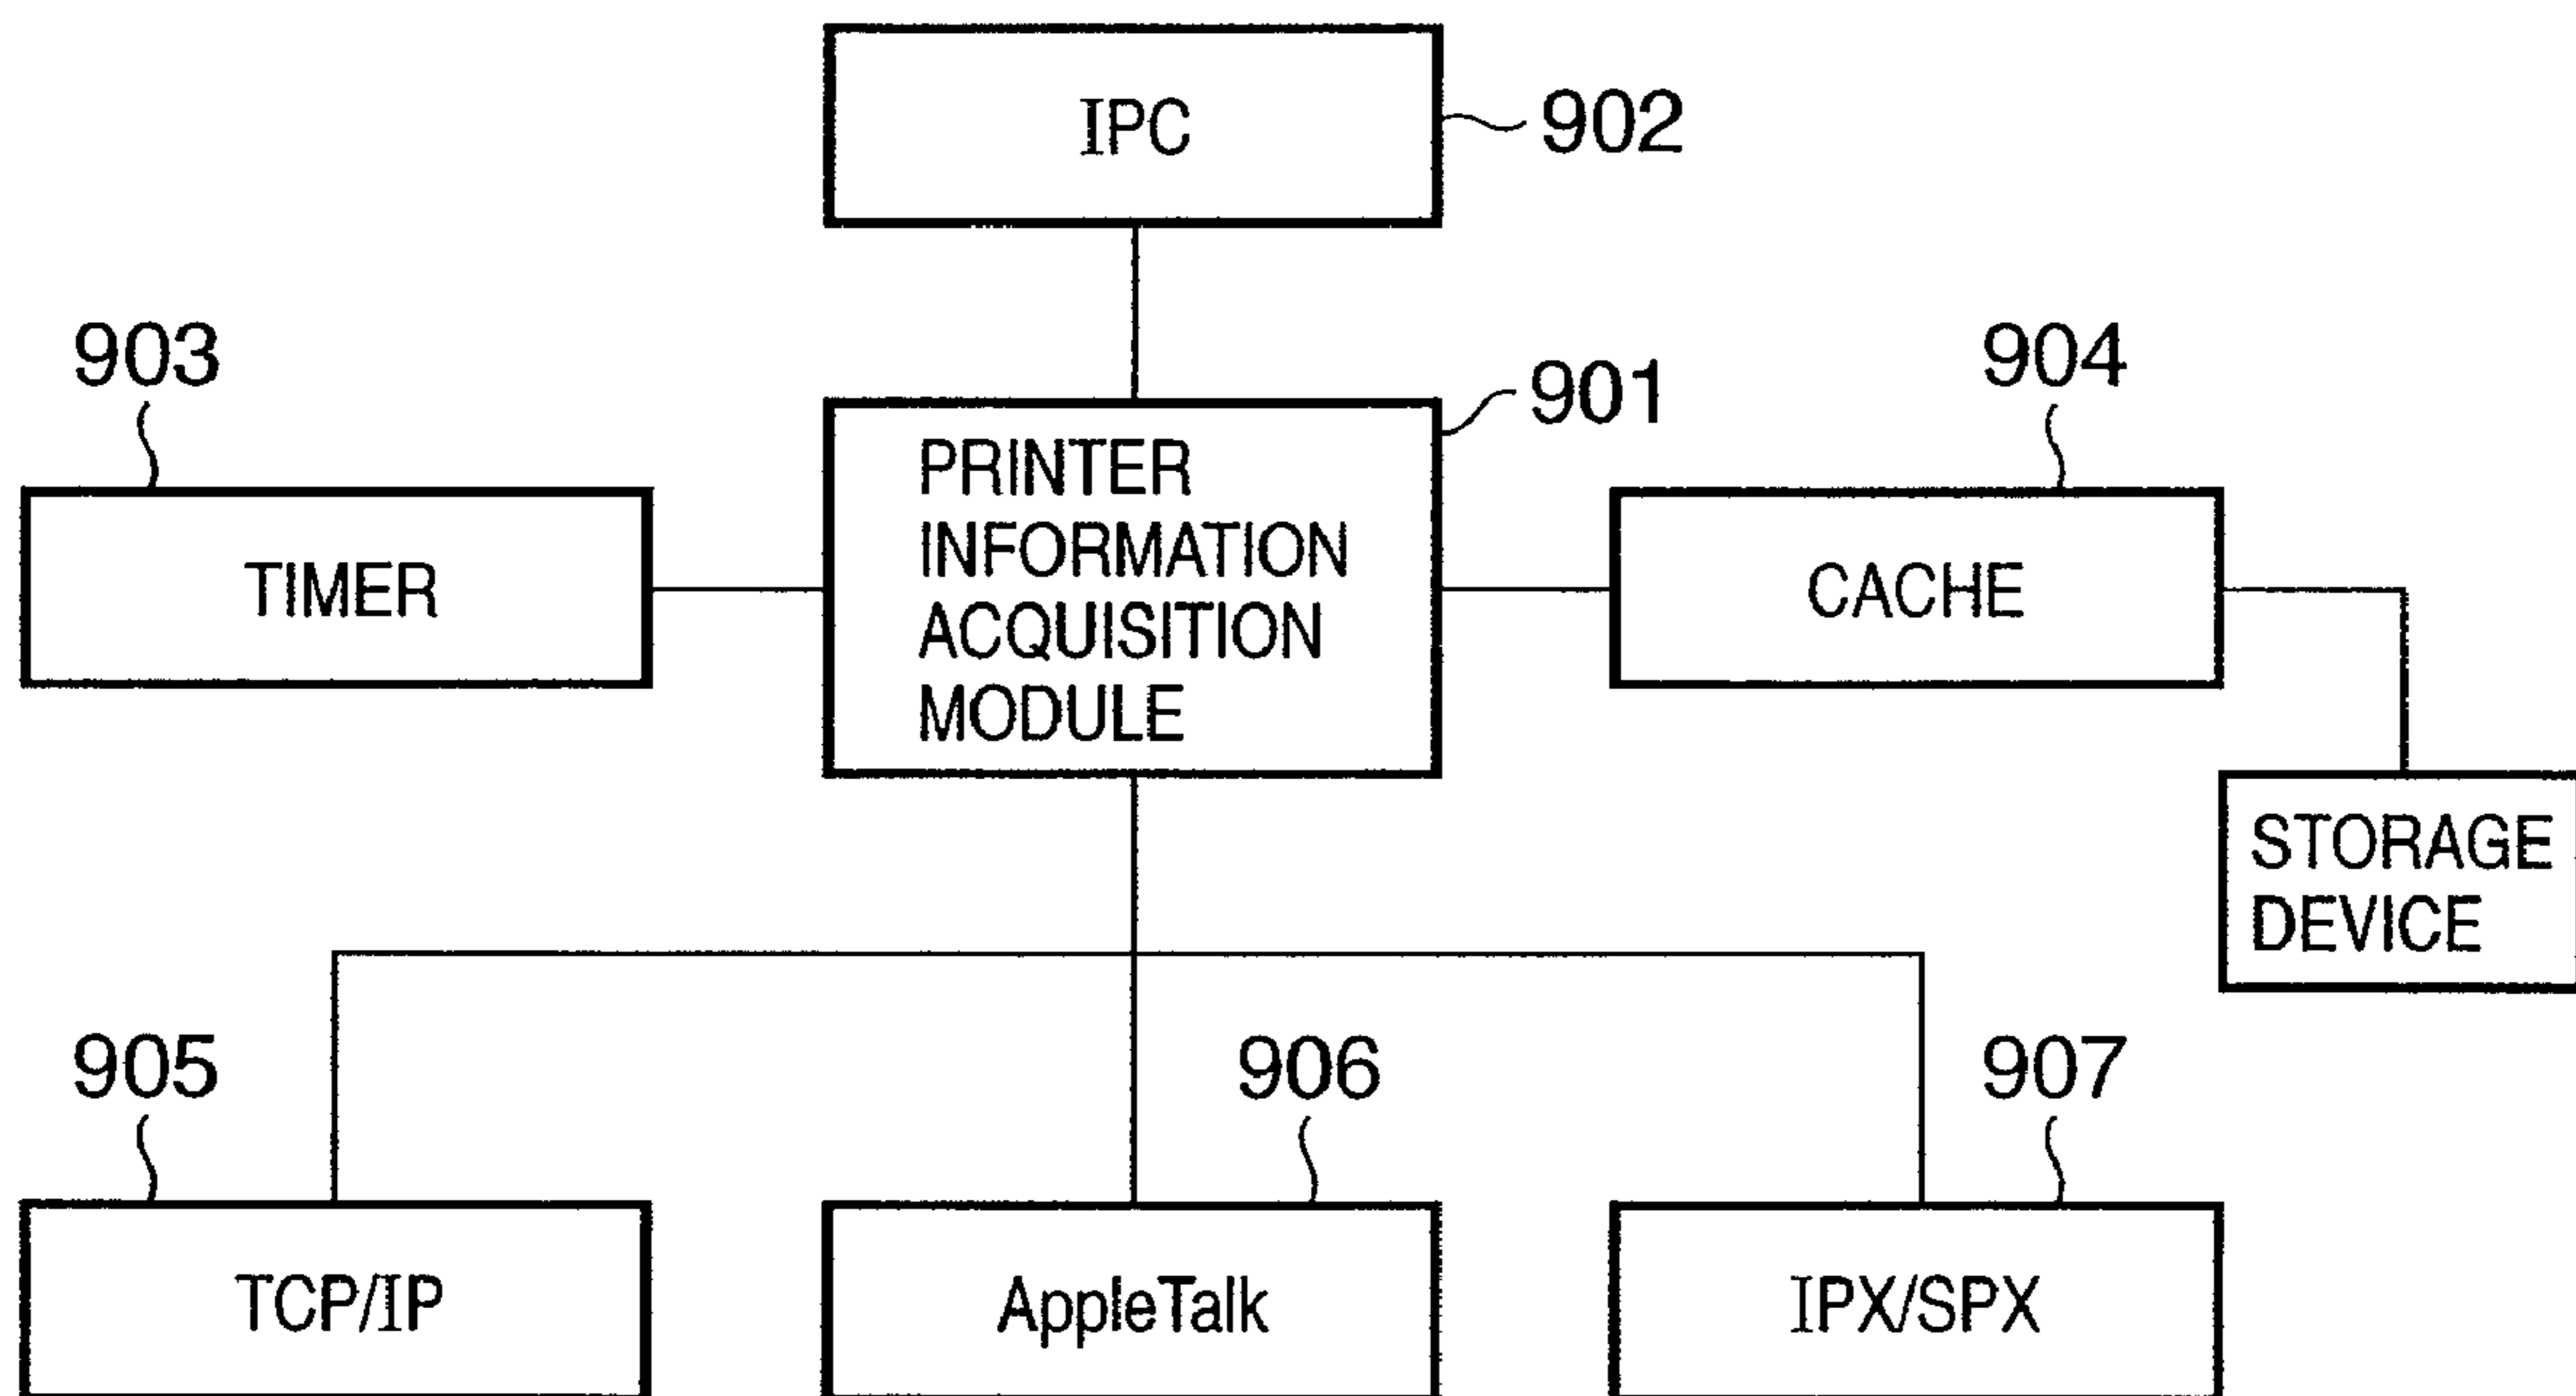 IPC
902
903
901
904
PRINTER
INFORMATION
ACQUISITION
MODULE
TIMER
CACHE
STORAGE
DEVICE
905
906
907
TCP/IP
AppleTalk
IPX/SPX